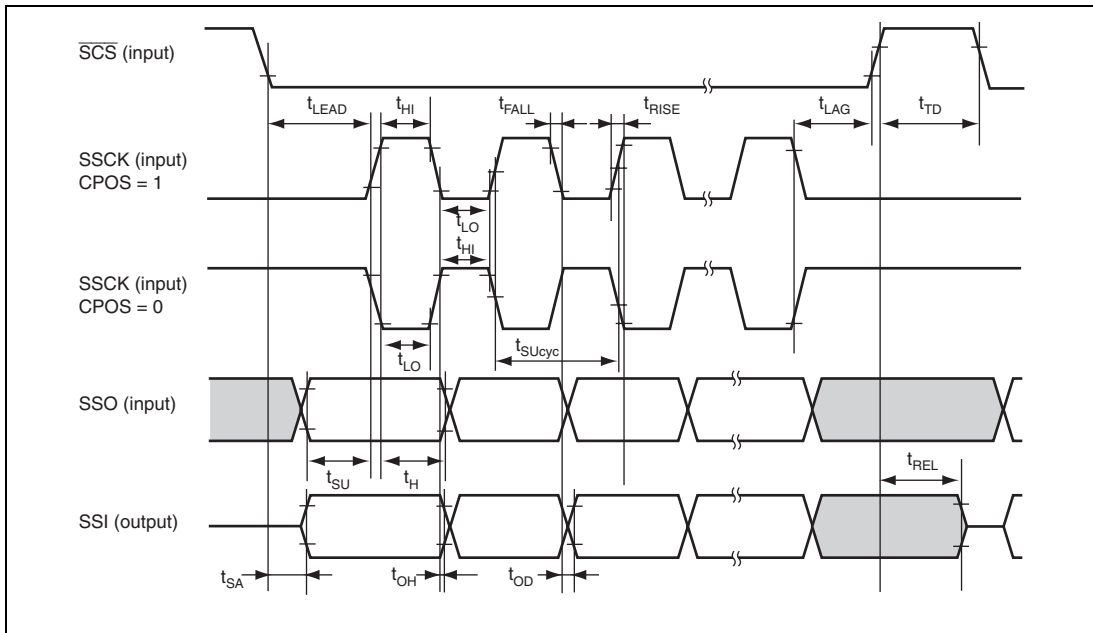 SCS (input)
tLEAD tHI tFALL tRISE tLAG tTD
SSCK (input)
CPOS = 1
tLO
tHI
SSCK (input)
CPOS = 0
tLO
tSUcyc
SSO (input)
tSU tH tREL
SSI (output)
tSA tOH tOD